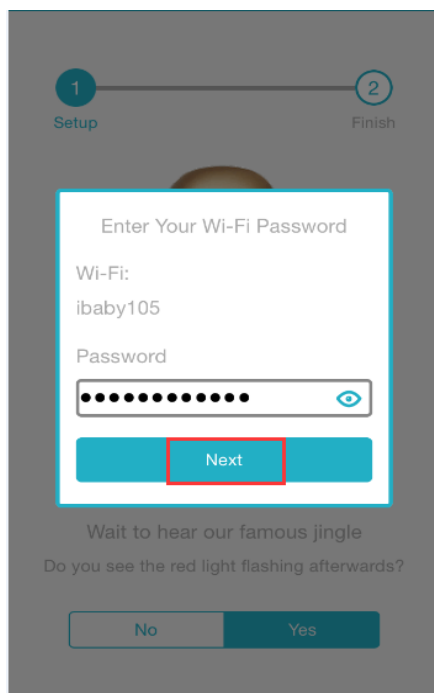 1
2
Setup
Finish
Enter Your Wi-Fi Password
Wi-Fi:
ibaby105
Password
●●●●●●●●●●●●
Next
Wait to hear our famous jingle
Do you see the red light flashing afterwards?
No
Yes